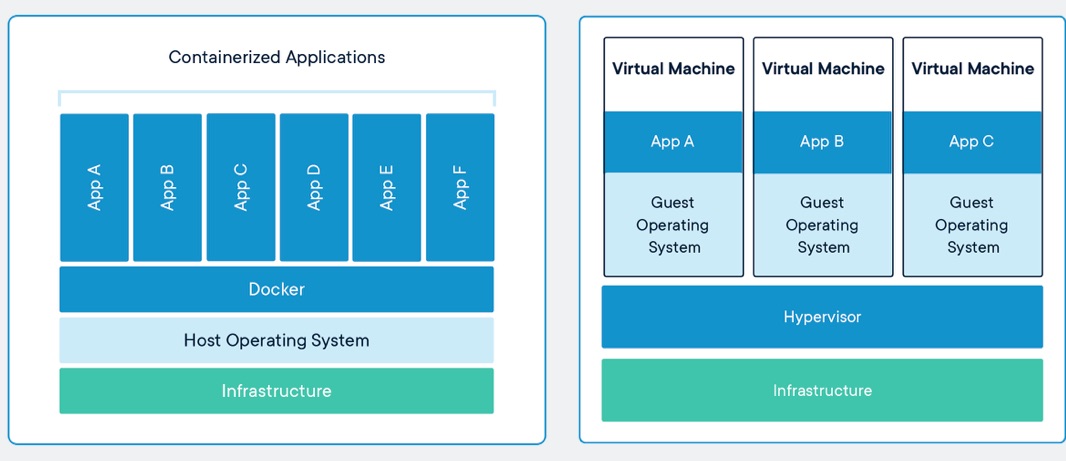 Containerized Applications
App A
App B
App C
App D
App E
App F
Docker
Host Operating System
Infrastructure
Virtual Machine
App A
Guest
Operating
System
Virtual Machine
App B
Guest
Operating
System
Virtual Machine
App C
Guest
Operating
System
Hypervisor
Infrastructure